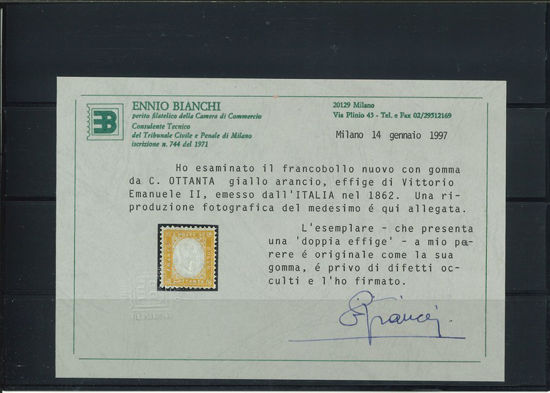 B
ENNIO BIANCHI
perito filatelico della Camera di Commercio
Consulente Tecnico
del Tribunale Civile e Penale di Milano
iscrizione n. 744 del 1971
20129 Milano
Via Plinio 43 - Tel. e Fax 02/29512169
Milano 14 gennaio 1997
Ho esaminato il francobollo nuovo con gomma
da C. OTTANTA giallo arancio, effige di Vittorio
Emanuele II, emesso dall'ITALIA nel 1862. Una ri-
produzione fotografica del medesimo é qui allegata.
L'esemplare - che presenta
una 'doppia effige' - a mio pa-
rere é originale come la sua
gomma, é privo di difetti oc-
culti e l'ho firmato.